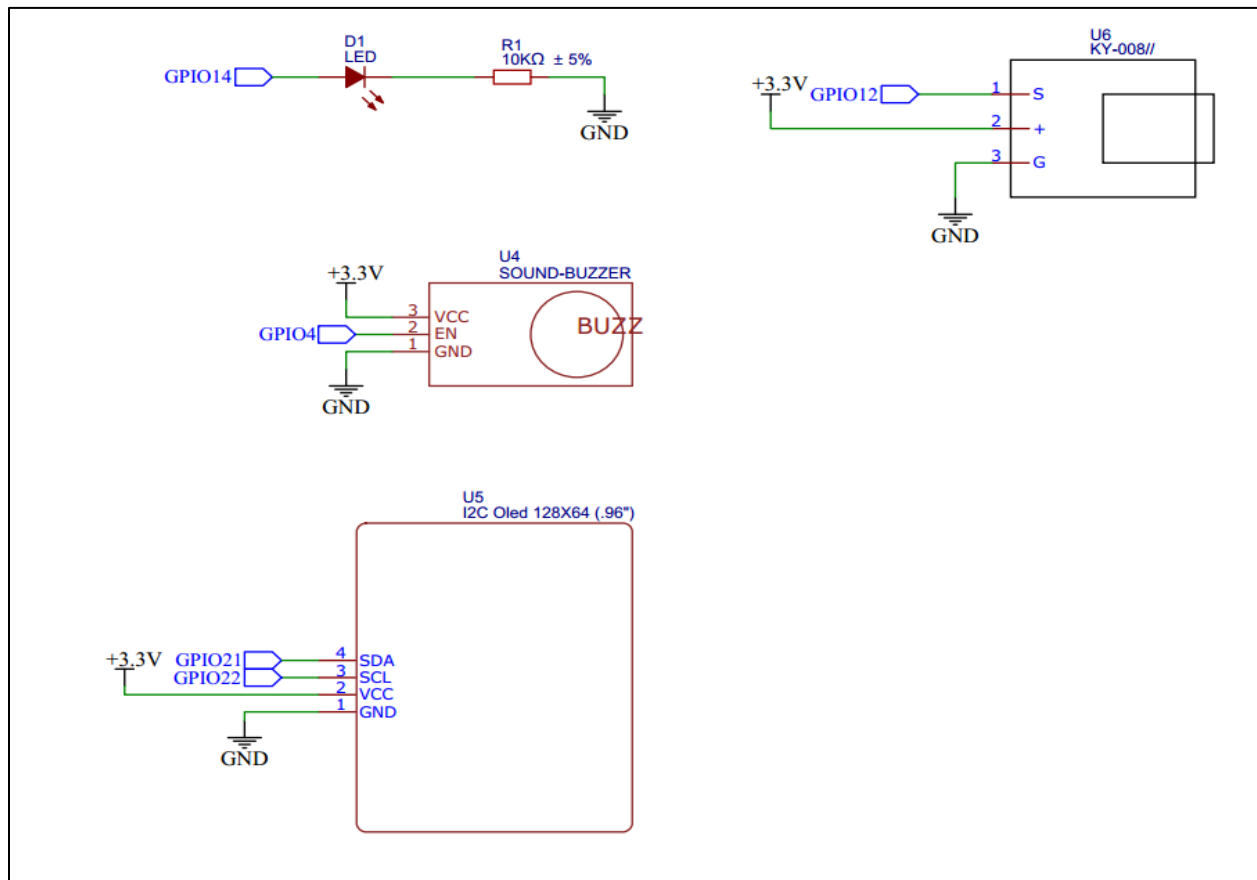 D1
LED
GPIO14
R1
10KΩ ± 5%
GND
U6
KY-008//
+3.3V
GPIO12
1 S
2 +
3 G
GND
U4
SOUND-BUZZER
+3.3V
3 VCC
GPIO4 2 EN
1 GND
BUZZ
GND
U5
I2C Oled 128X64 (.96")
+3.3V
GPIO21 4 SDA
GPIO22 3 SCL
2 VCC
1 GND
GND